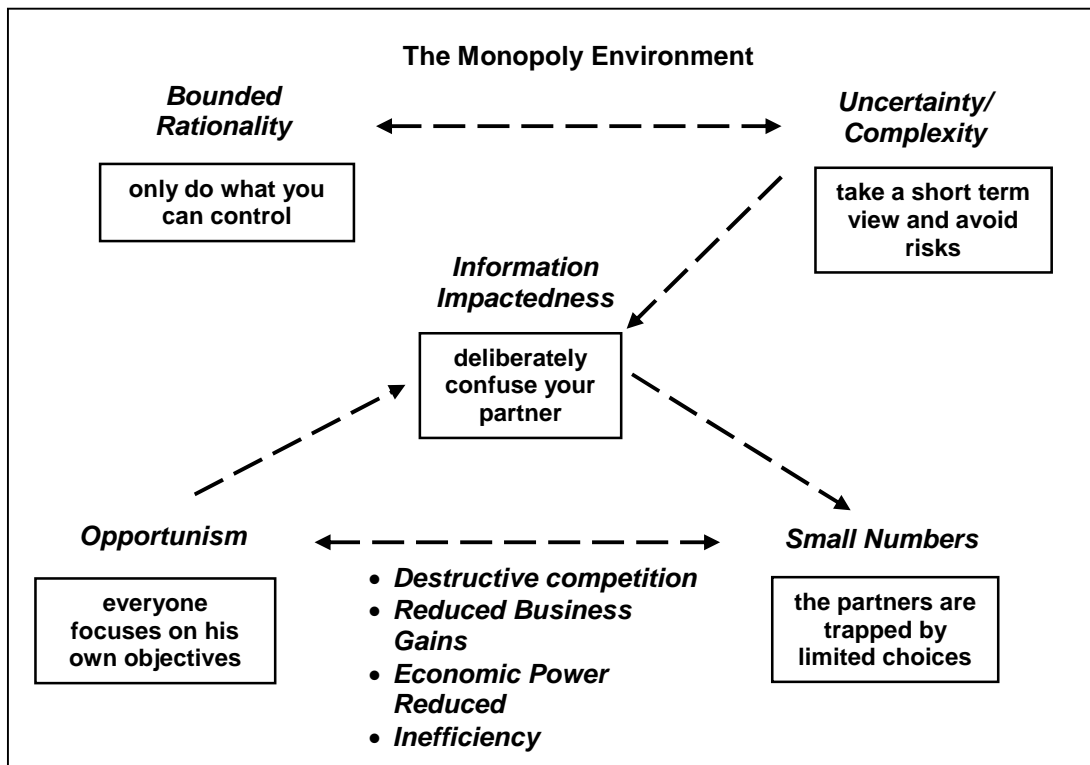 The Monopoly Environment
Bounded
Rationality
Uncertainty/
Complexity
only do what you
can control
take a short term
view and avoid
risks
Information
Impactedness
deliberately
confuse your
partner
Opportunism
Small Numbers
everyone
focuses on his
own objectives
• Destructive competition
• Reduced Business
Gains
• Economic Power
Reduced
• Inefficiency
the partners are
trapped by
limited choices